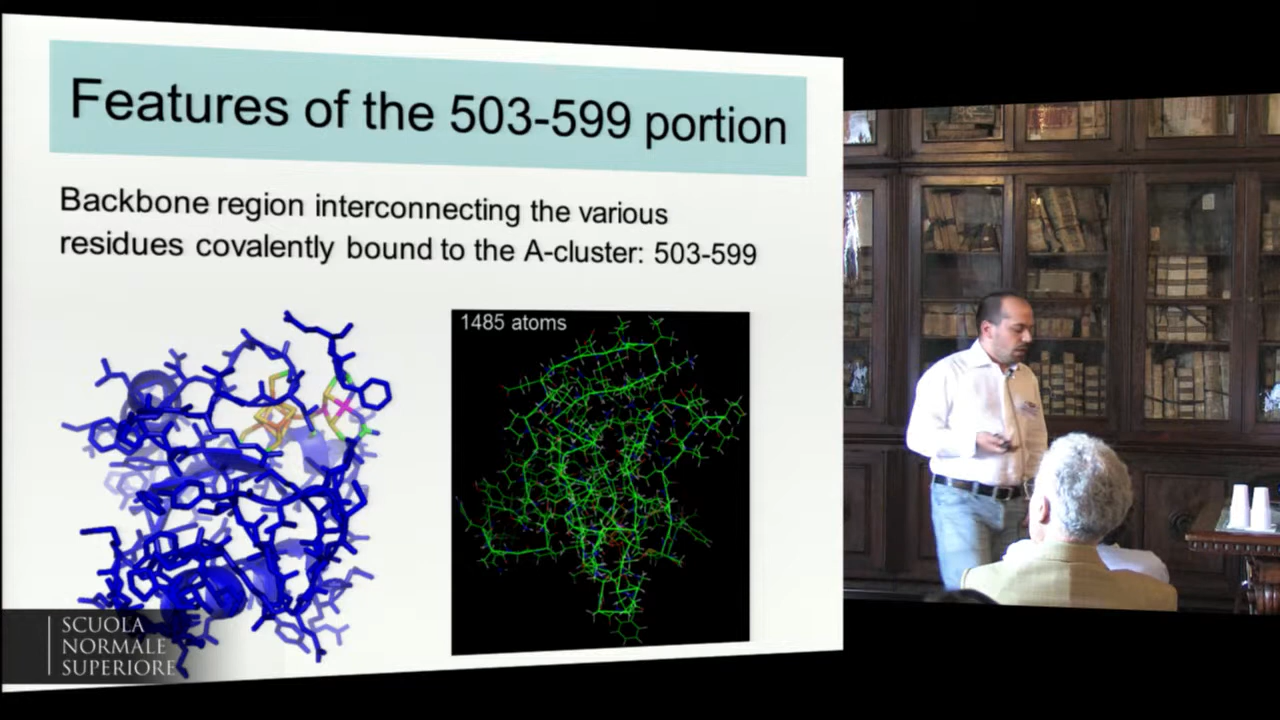 Features of the 503-599 portion
Backbone region interconnecting the various
residues covalently bound to the A-cluster: 503-599
1485 atoms
SCUOLA
NORMALE
SUPERIORE